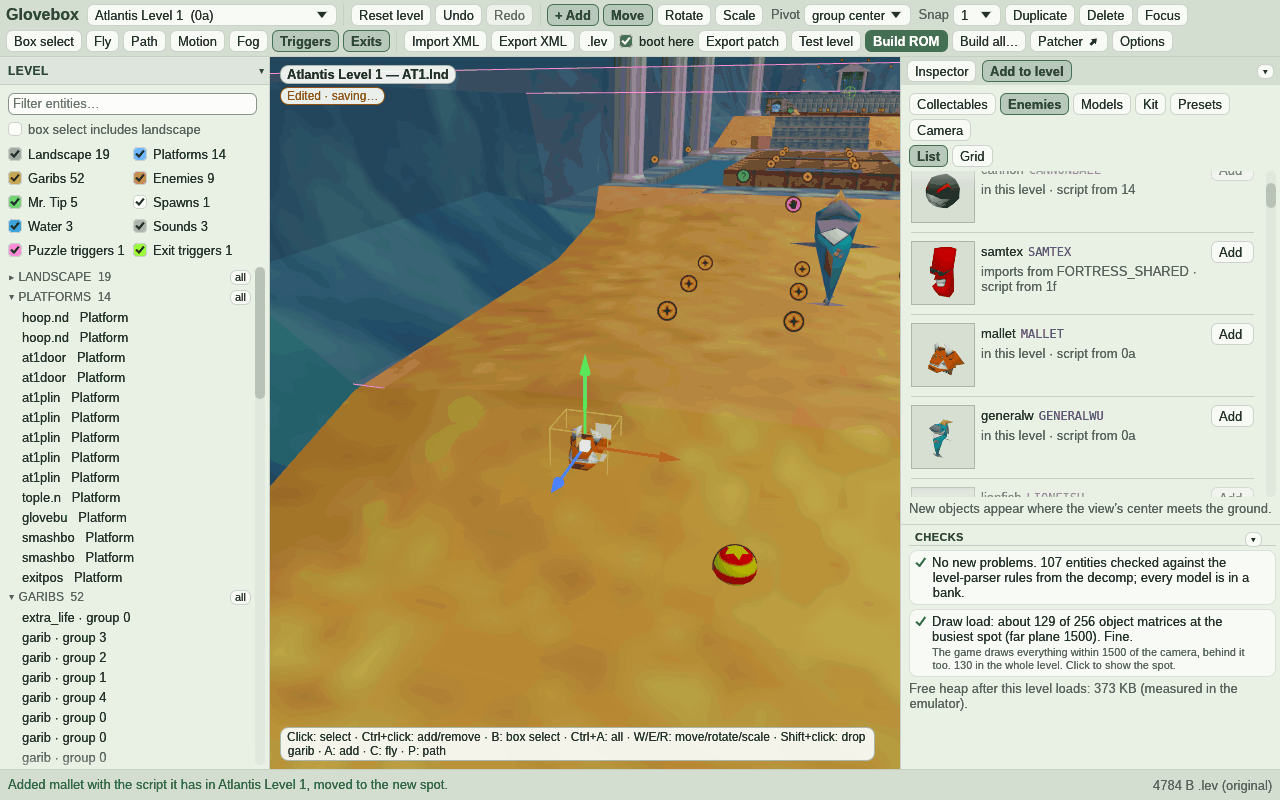 Glovebox Atlantis Level 1 (0a) Reset level Undo Redo + Add Move Rotate Scale Pivot group center Snap 1 Duplicate Delete Focus
Box select Fly Path Motion Fog Triggers Exits Import XML Export XML .lev boot here Export patch Test level Build ROM Build all… Patcher Options
LEVEL
Filter entities…
box select includes landscape
Landscape 19 Platforms 14
Garibs 52 Enemies 9
Mr. Tip 5 Spawns 1
Water 3 Sounds 3
Puzzle triggers 1 Exit triggers 1
LANDSCAPE 19 all
PLATFORMS 14 all
hoop.nd Platform
hoop.nd Platform
at1door Platform
at1door Platform
at1plin Platform
at1plin Platform
at1plin Platform
at1plin Platform
at1plin Platform
tople.n Platform
glovebu Platform
smashbo Platform
smashbo Platform
exitpos Platform
GARIBS 52 all
extra_life · group 0
garib · group 3
garib · group 2
garib · group 1
garib · group 4
garib · group 0
garib · group 0
garib · group 0
Atlantis Level 1 — AT1.lnd
Edited · saving…
?
Click: select · Ctrl+click: add/remove · B: box select · Ctrl+A: all · W/E/R: move/rotate/scale · Shift+click: drop
garib · A: add · C: fly · P: path
Inspector Add to level
Collectables Enemies Models Kit Presets
Camera
List Grid
cannon CANNONBALL Add
in this level · script from 14
samtex SAMTEX Add
imports from FORTRESS_SHARED ·
script from 1f
mallet MALLET Add
in this level · script from 0a
generalw GENERALWU Add
in this level · script from 0a
lionfish LIONFISH Add
New objects appear where the view's center meets the ground.
CHECKS
No new problems. 107 entities checked against the
level-parser rules from the decomp; every model is in a
bank.
Draw load: about 129 of 256 object matrices at the
busiest spot (far plane 1500). Fine.
The game draws everything within 1500 of the camera, behind it
too. 130 in the whole level. Click to show the spot.
Free heap after this level loads: 373 KB (measured in the
emulator).
Added mallet with the script it has in Atlantis Level 1, moved to the new spot.
4784 B .lev (original)